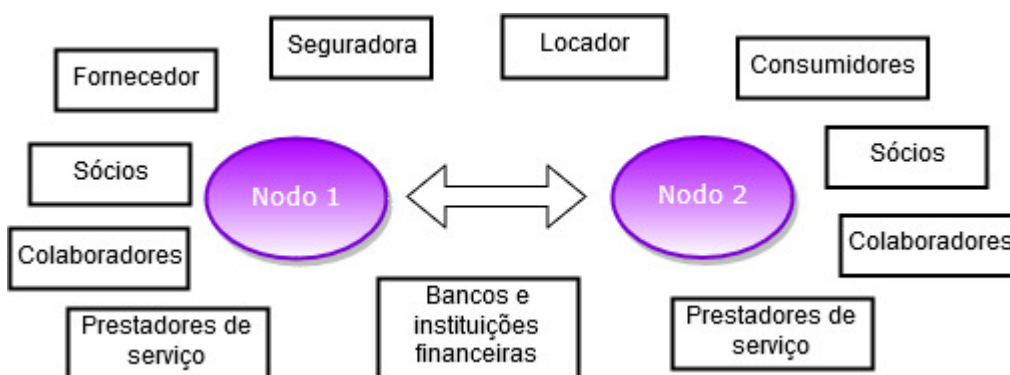 Seguradora
Locador
Fornecedor
Consumidores
Sócios
Nodo 1
Nodo 2
Sócios
Colaboradores
Colaboradores
Prestadores de
serviço
Bancos e
instituições
financeiras
Prestadores de
serviço